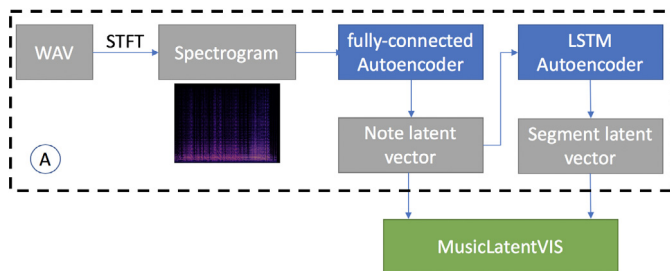 WAV
STFT
Spectrogram
fully-connected
Autoencoder
LSTM
Autoencoder
Note latent
vector
Segment latent
vector
A
MusicLatentVIS